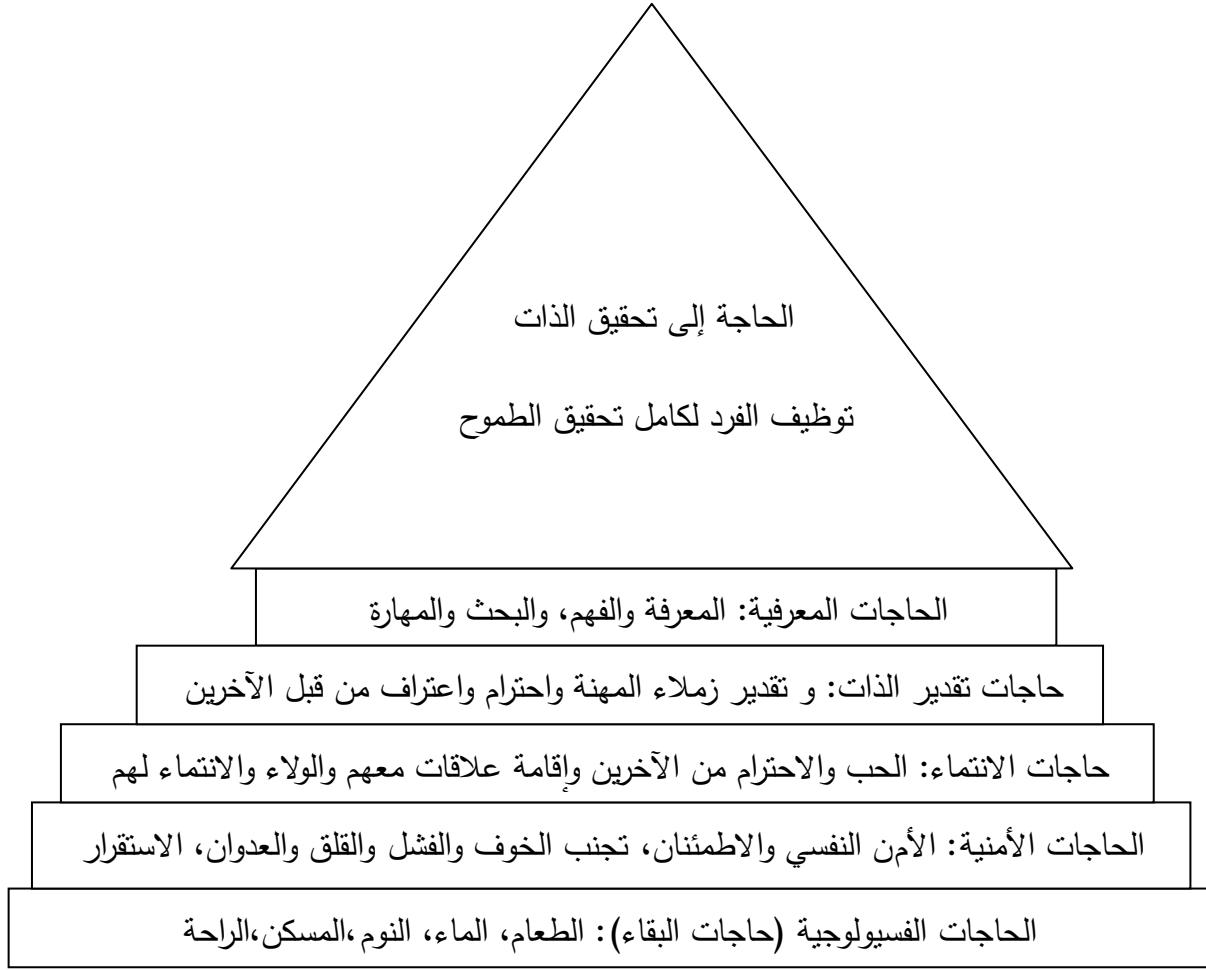 الحاجة إلى تحقيق الذات
توظيف الفرد لكامل تحقيق الطموح
الحاجات المعرفية: المعرفة والفهم، والبحث والمهارة
حاجات تقدير الذات: و تقدير زملاء المهنة واحترام واعتراف من قبل الآخرين
حاجات الانتماء: الحب والاحترام من الآخرين وإقامة علاقات معهم والولاء والانتماء لهم
الحاجات الأمنية: الأمن النفسي والاطمئنان، تجنب الخوف والفشل والقلق والعدوان، الاستقرار
الحاجات الفسيولوجية (حاجات البقاء): الطعام، الماء، النوم ،المسكن،الراحة